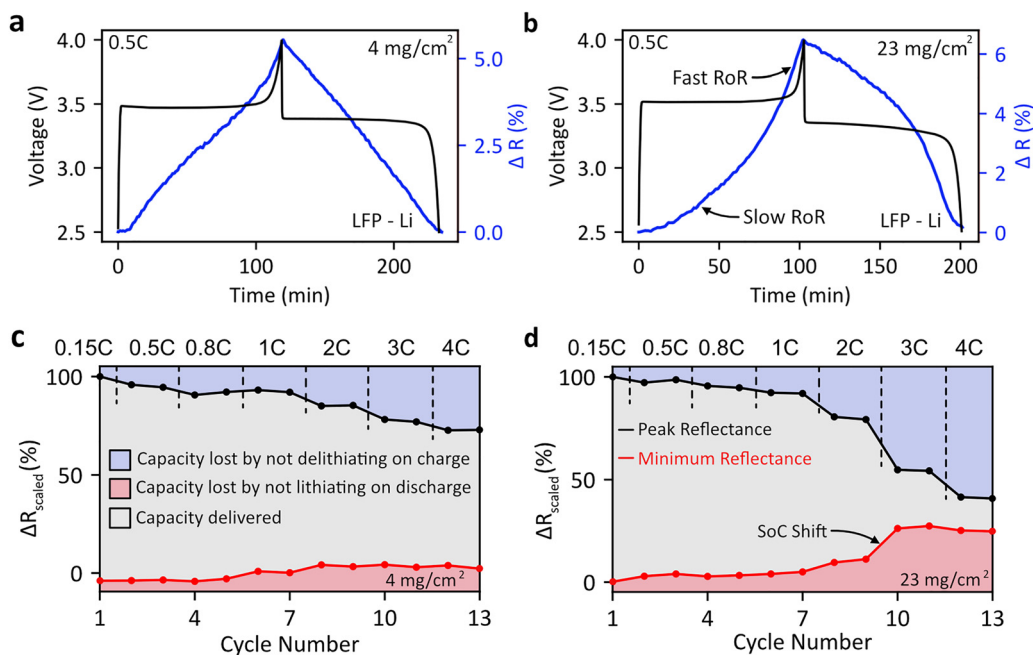 a
0.5C
4 mg/cm²
4.0
3.5
3.0
2.5
Voltage (V)
5.0
2.5
0.0
Δ R (%)
LFP - Li
0
100
200
Time (min)
b
0.5C
23 mg/cm²
4.0
3.5
3.0
2.5
Voltage (V)
Fast RoR
Slow RoR
6
4
2
0
Δ R (%)
LFP - Li
0
50
100
150
200
Time (min)
c
0.15C 0.5C 0.8C 1C 2C 3C 4C
100
50
0
ΔRscaled (%)
Capacity lost by not delithiating on charge
Capacity lost by not lithiating on discharge
Capacity delivered
4 mg/cm²
1
4
7
10
13
Cycle Number
d
0.15C 0.5C 0.8C 1C 2C 3C 4C
100
50
0
ΔRscaled (%)
Peak Reflectance
Minimum Reflectance
SoC Shift
23 mg/cm²
1
4
7
10
13
Cycle Number